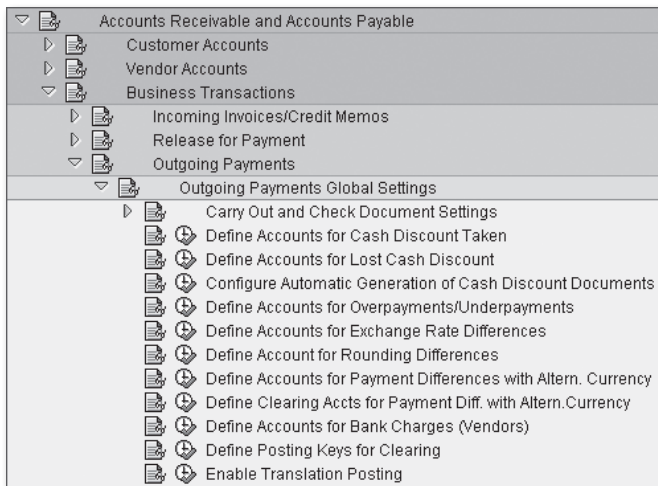 Accounts Receivable and Accounts Payable
Customer Accounts
Vendor Accounts
Business Transactions
Incoming Invoices/Credit Memos
Release for Payment
Outgoing Payments
Outgoing Payments Global Settings
Carry Out and Check Document Settings
Define Accounts for Cash Discount Taken
Define Accounts for Lost Cash Discount
Configure Automatic Generation of Cash Discount Documents
Define Accounts for Overpayments/Underpayments
Define Accounts for Exchange Rate Differences
Define Account for Rounding Differences
Define Accounts for Payment Differences with Altern. Currency
Define Clearing Accts for Payment Diff. with Altern.Currency
Define Accounts for Bank Charges (Vendors)
Define Posting Keys for Clearing
Enable Translation Posting